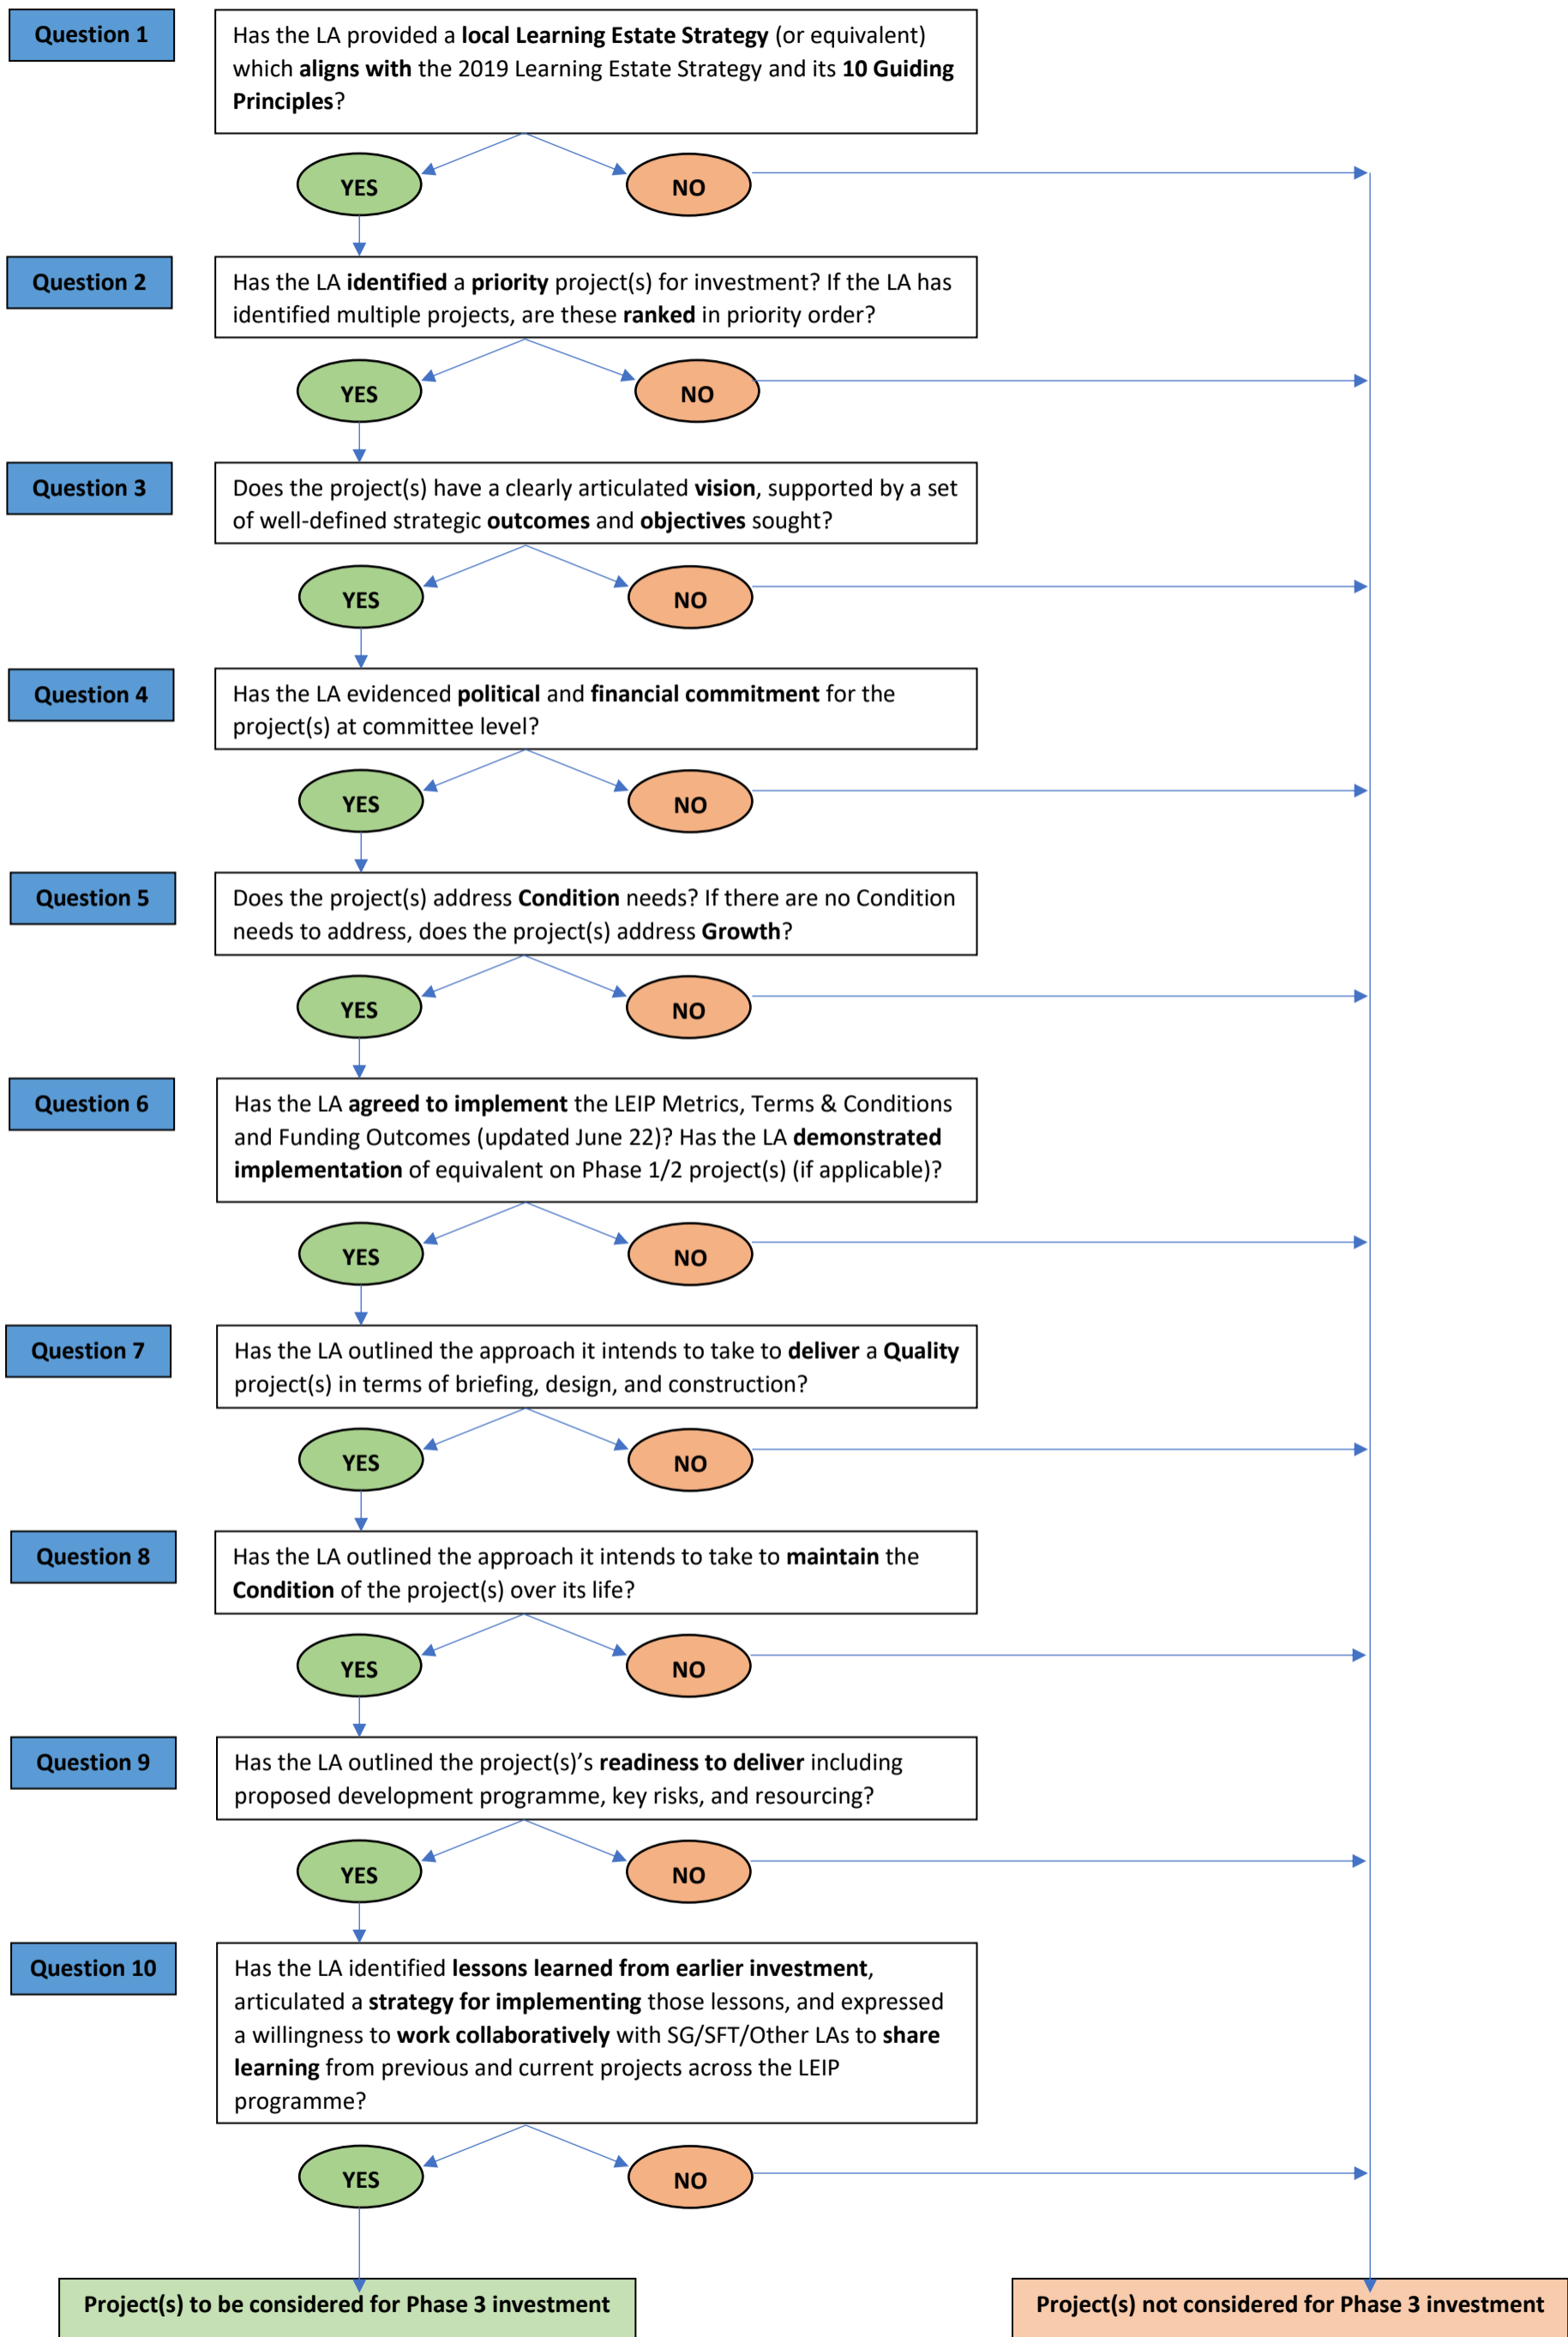 Question 1
Has the LA provided a local Learning Estate Strategy (or equivalent)
which aligns with the 2019 Learning Estate Strategy and its 10 Guiding
Principles?
YES
NO
Question 2
Has the LA identified a priority project(s) for investment? If the LA has
identified multiple projects, are these ranked in priority order?
YES
NO
Question 3
Does the project(s) have a clearly articulated vision, supported by a set
of well-defined strategic outcomes and objectives sought?
YES
NO
Question 4
Has the LA evidenced political and financial commitment for the
project(s) at committee level?
YES
NO
Question 5
Does the project(s) address Condition needs? If there are no Condition
needs to address, does the project(s) address Growth?
YES
NO
Question 6
Has the LA agreed to implement the LEIP Metrics, Terms & Conditions
and Funding Outcomes (updated June 22)? Has the LA demonstrated
implementation of equivalent on Phase 1/2 project(s) (if applicable)?
YES
NO
Question 7
Has the LA outlined the approach it intends to take to deliver a Quality
project(s) in terms of briefing, design, and construction?
YES
NO
Question 8
Has the LA outlined the approach it intends to take to maintain the
Condition of the project(s) over its life?
YES
NO
Question 9
Has the LA outlined the project(s)’s readiness to deliver including
proposed development programme, key risks, and resourcing?
YES
NO
Question 10
Has the LA identified lessons learned from earlier investment,
articulated a strategy for implementing those lessons, and expressed
a willingness to work collaboratively with SG/SFT/Other LAs to share
learning from previous and current projects across the LEIP
programme?
YES
NO
Project(s) to be considered for Phase 3 investment
Project(s) not considered for Phase 3 investment